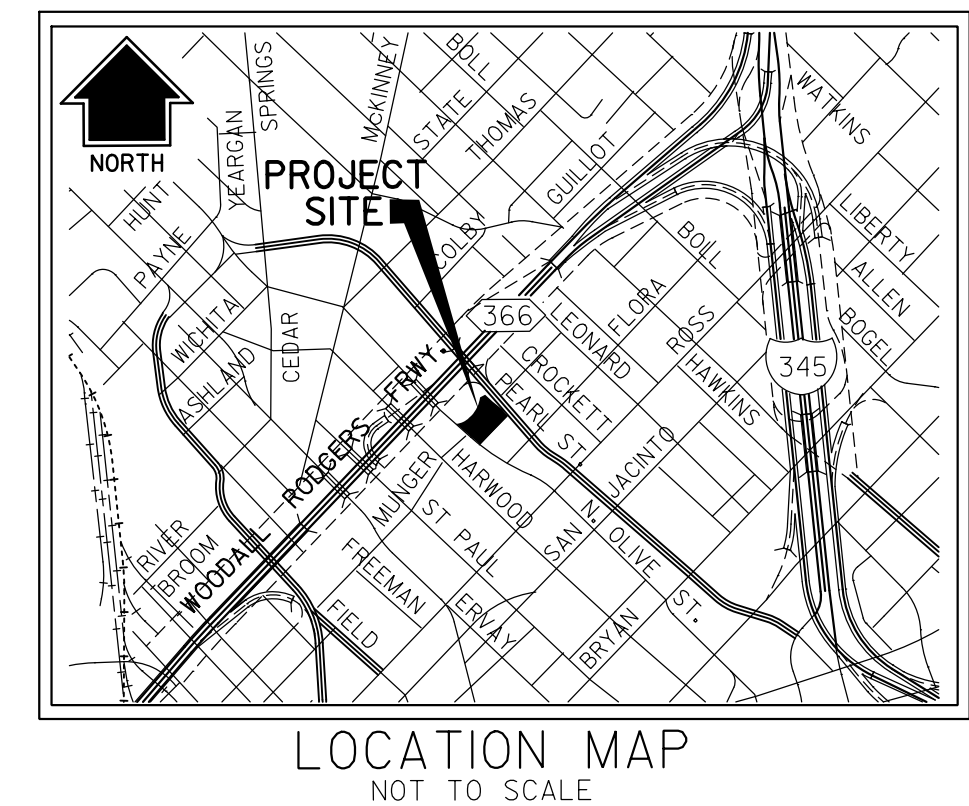 NORTH
YEARGAN
SPRINGS
McKINNEY
BOLL
STATE
THOMAS
WATKINS
PROJECT
SITE
GUILLOT
HUNT
PAYNE
COLBY
BOLL
LIBERTY
ALLEN
BOGEL
WICHITA
ASHLAND
CEDAR
366
LEONARD
FLORA
ROSS
HAWKINS
345
CROCKETT
PEARL ST.
WOODALL RODGERS FRWY.
MUNGER
HARWOOD
SAN JACINTO
ST PAUL
N. OLIVE ST.
RIVER
BROOM
FREEMAN
FIELD
ERVAY
BRYAN
LOCATION MAP
NOT TO SCALE